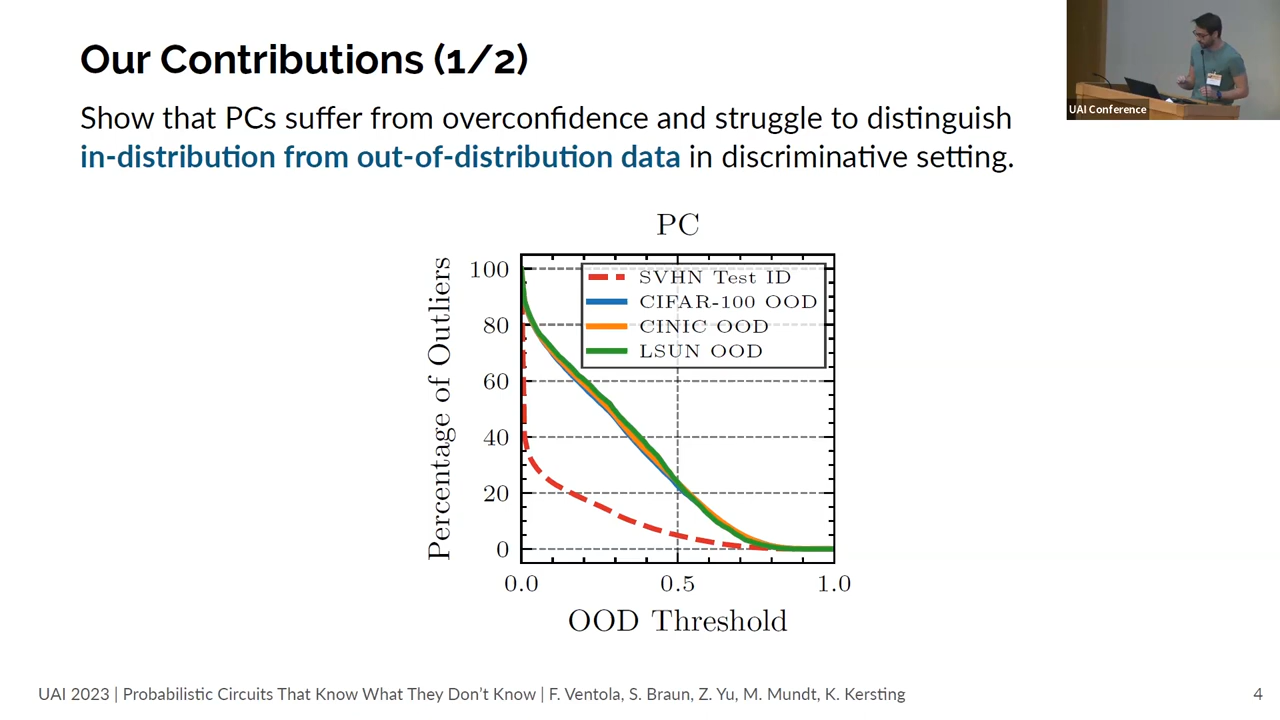 Our Contributions (1/2)
UAI Conference
Show that PCs suffer from overconfidence and struggle to distinguish
in-distribution from out-of-distribution data in discriminative setting.
PC
Percentage of Outliers
100
80
60
40
20
0
SVHN Test ID
CIFAR-100 OOD
CINIC OOD
LSUN OOD
0.0 0.5 1.0
OOD Threshold
UAI 2023 | Probabilistic Circuits That Know What They Don't Know | F. Ventola, S. Braun, Z. Yu, M. Mundt, K. Kersting
4